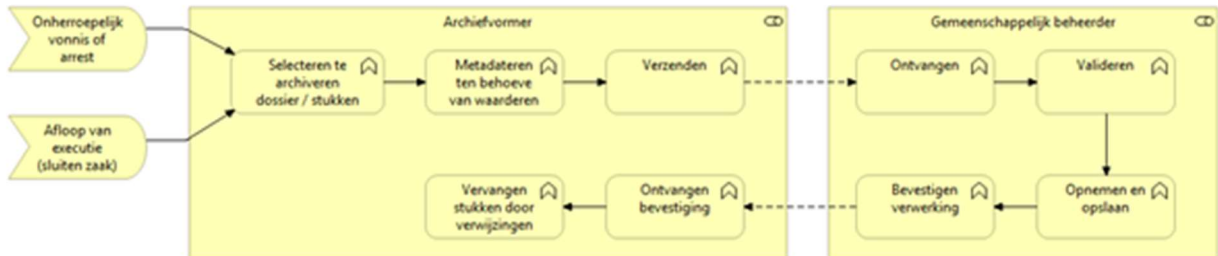 Onherroepelijk
vonnis of
arrest
Afloop van
executie
(sluiten zaak)
Archiefvormer
Selecteren te
archiveren
dossier / stukken
Metadateren
ten behoeve
van waarderen
Verzenden
Vervangen
stukken door
verwijzingen
Ontvangen
bevestiging
Gemeenschappelijk beheerder
Ontvangen
Valideren
Bevestigen
verwerking
Opnemen en
opslaan